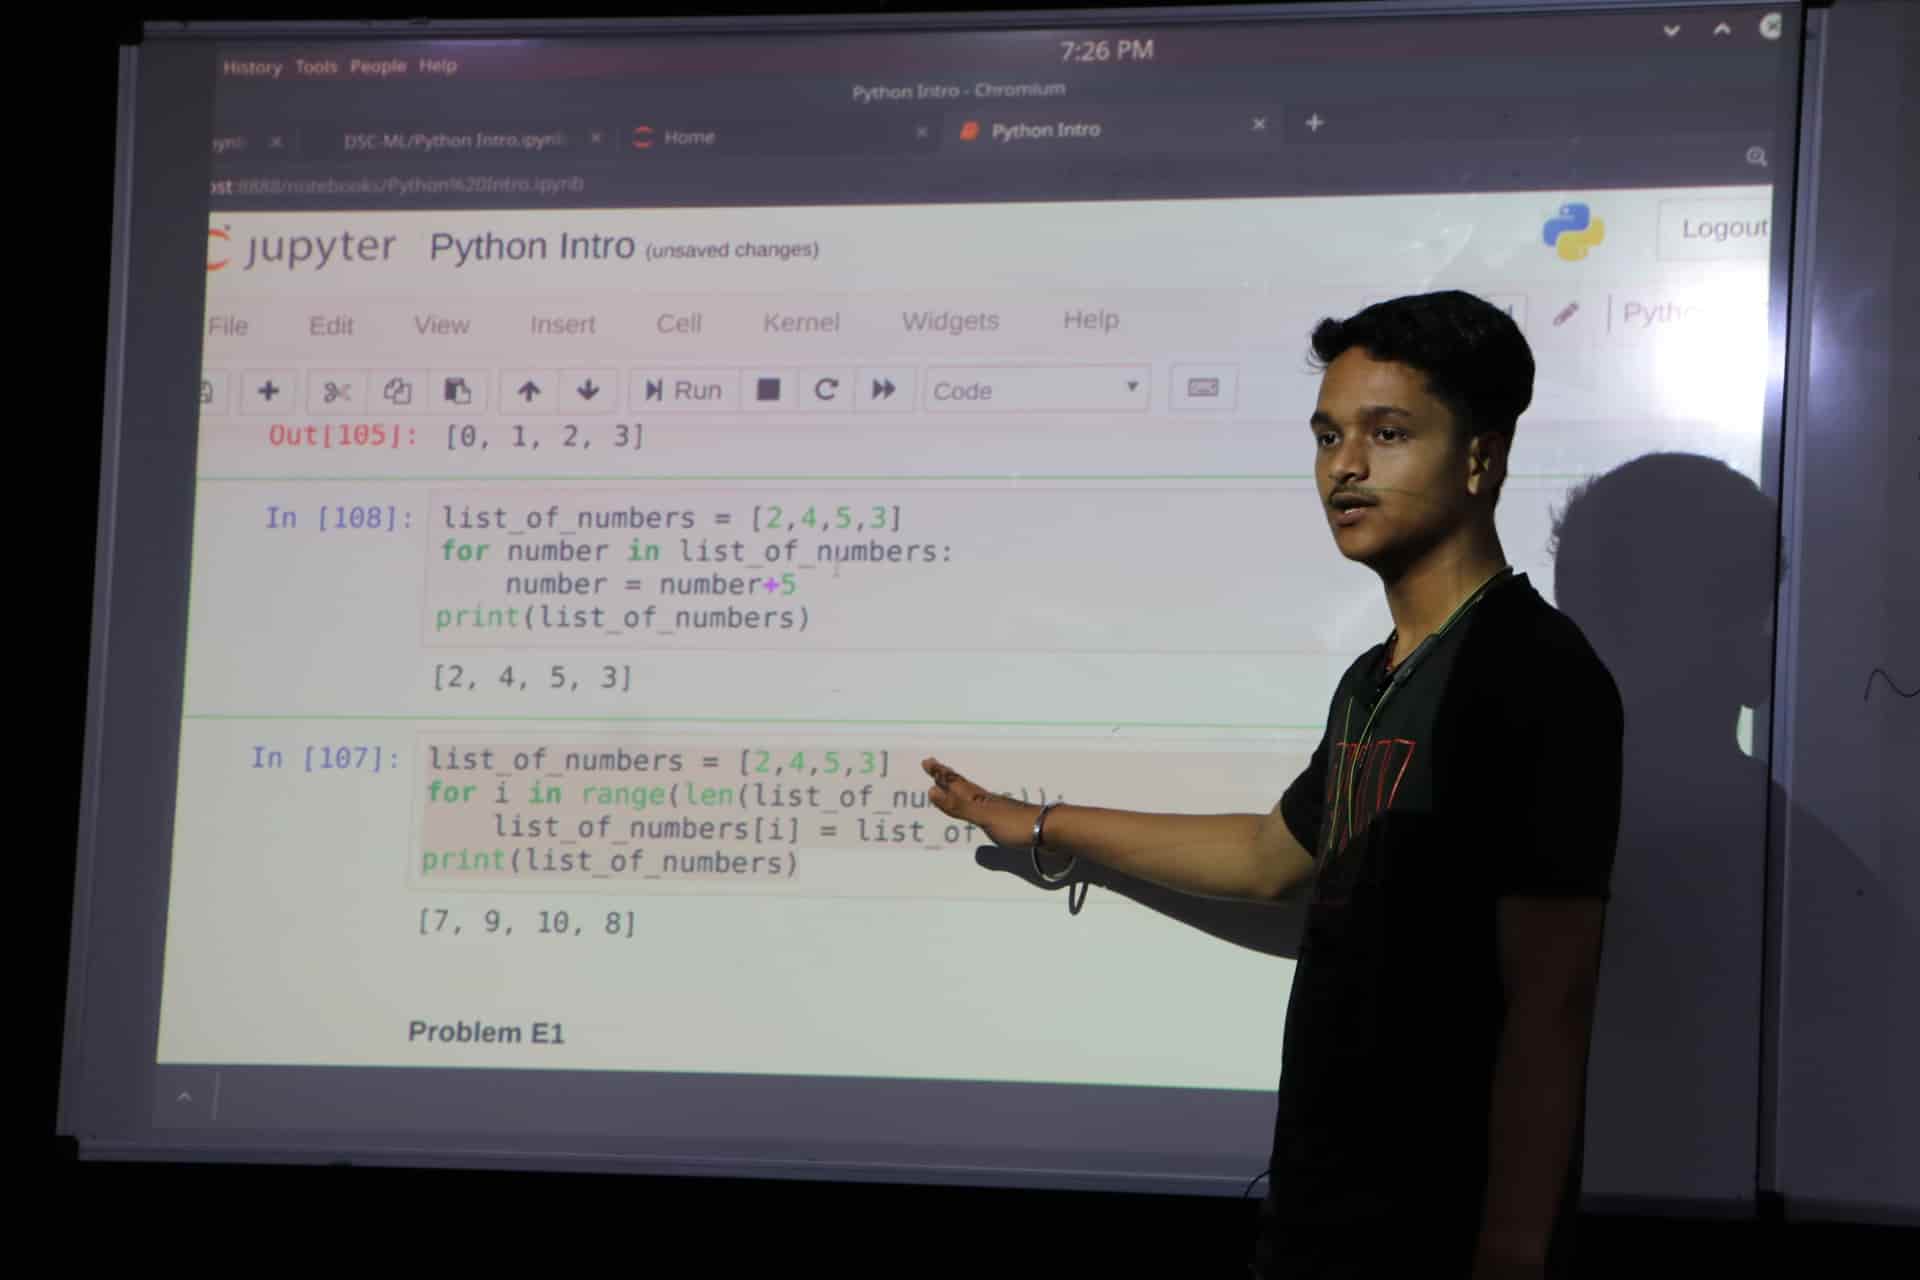 History Tools People Help
7:26 PM
Python Intro - Chromium
DSC-ML/Python Intro.ipynb
Home
Python Intro
ost:8888/notebooks/Python%20Intro.ipynb
jupyter Python Intro (unsaved changes)
Logout
File Edit View Insert Cell Kernel Widgets Help
Run
Code
Out[105]: [0, 1, 2, 3]
In [108]: list_of_numbers = [2,4,5,3]
for number in list_of_numbers:
number = number+5
print(list_of_numbers)
[2, 4, 5, 3]
In [107]: list_of_numbers = [2,4,5,3]
for i in range(len(list_of_nu
list_of_numbers[i] = list_of
print(list_of_numbers)
[7, 9, 10, 8]
Problem E1